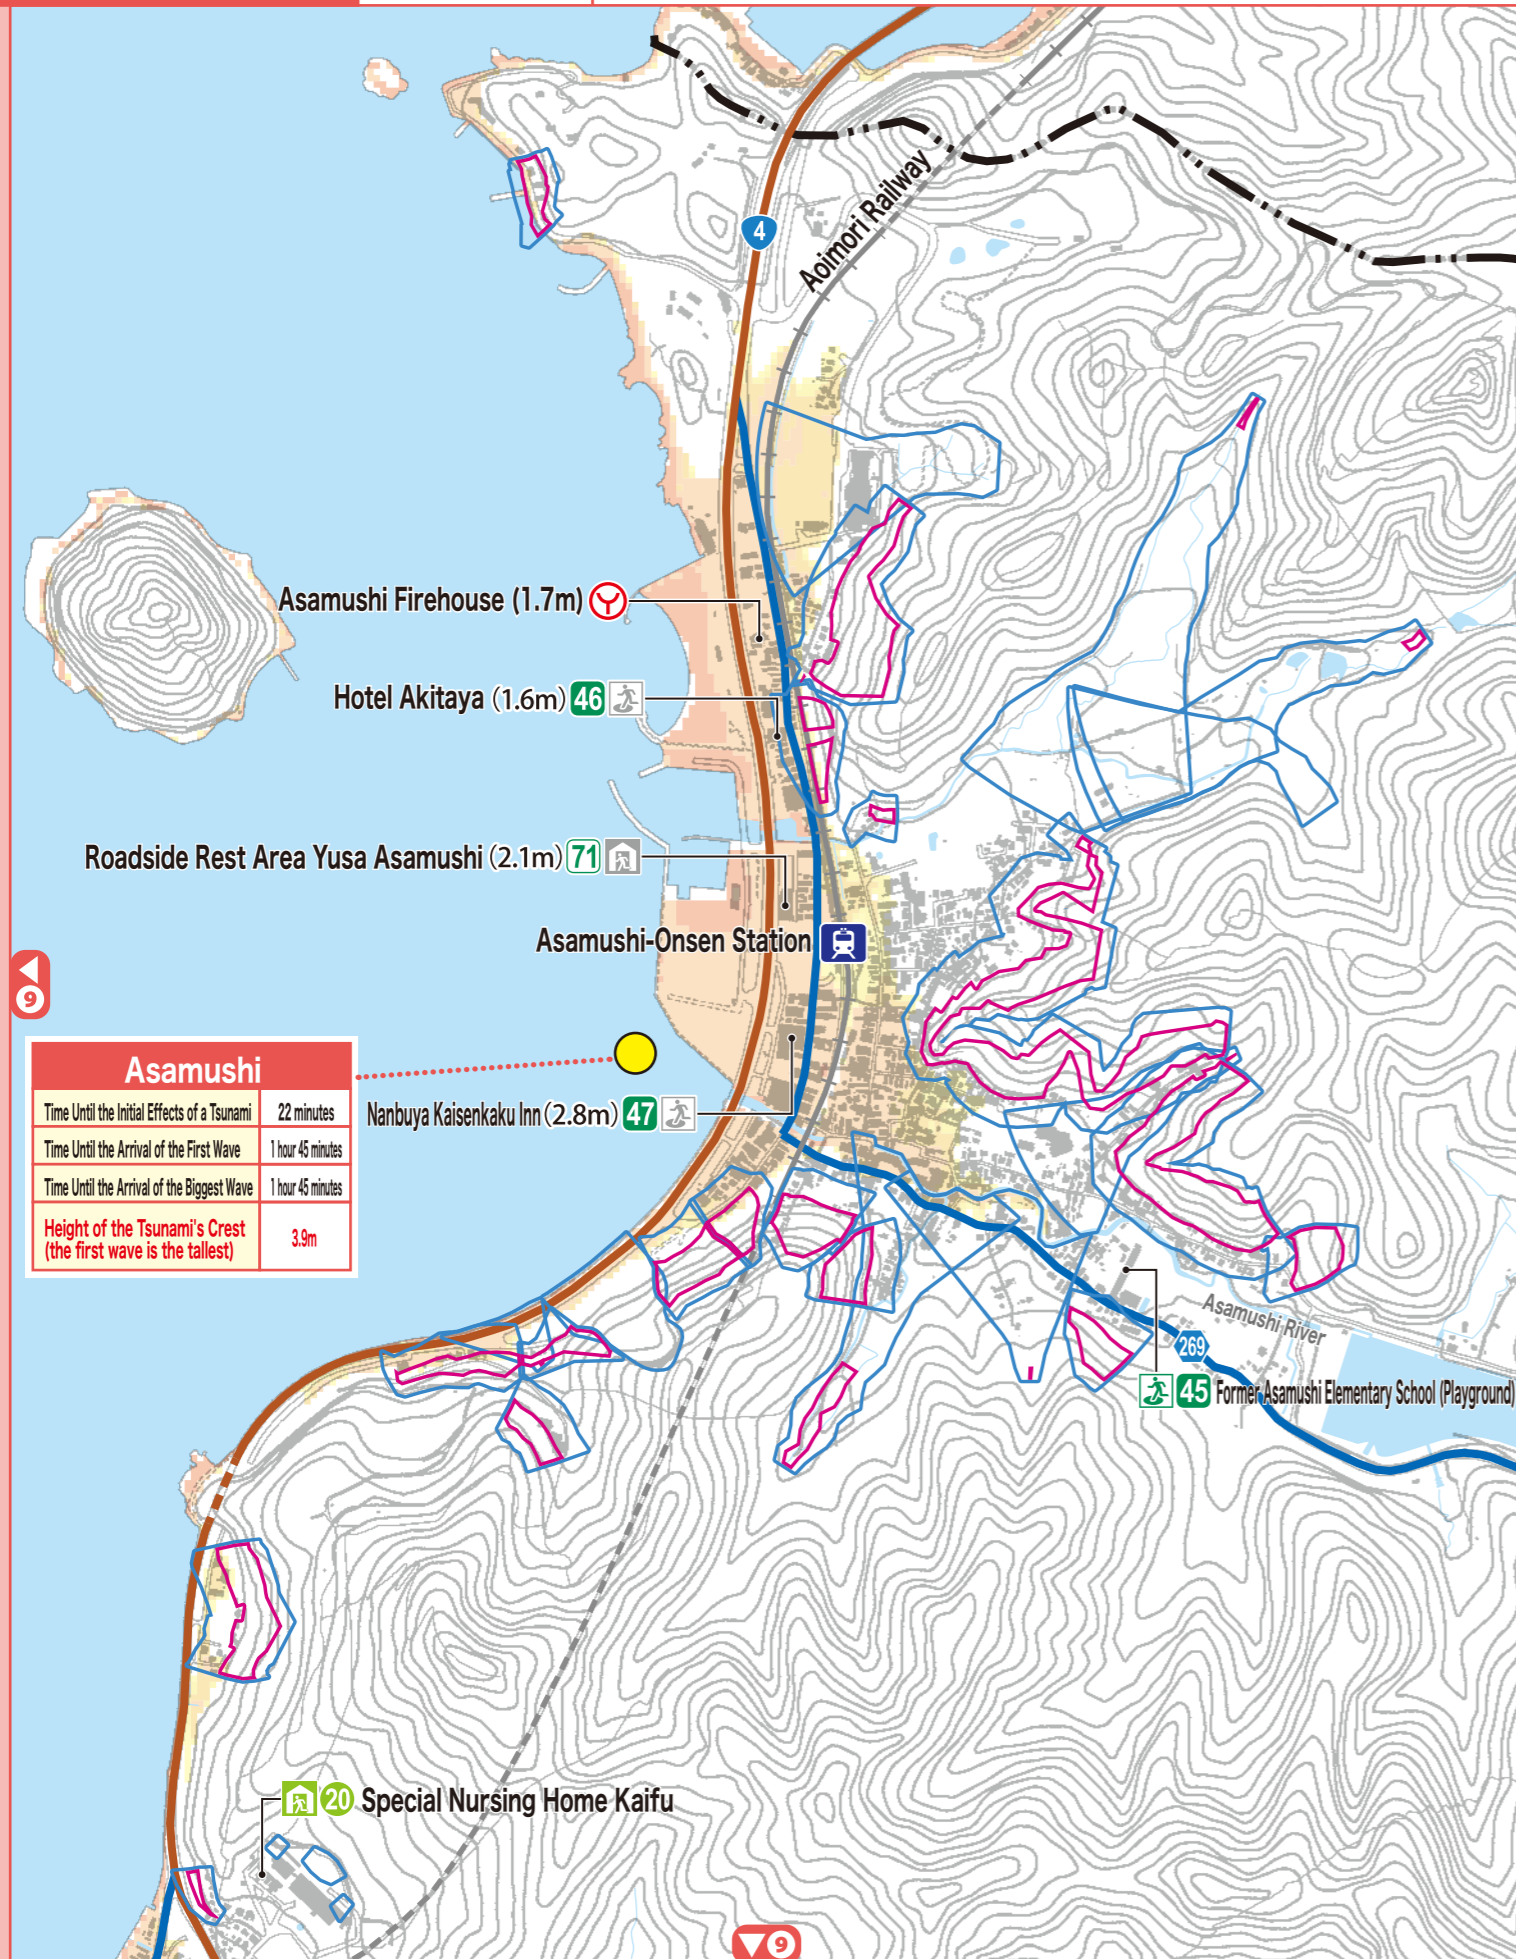 4
Aoimori Railway
Asamushi Firehouse (1.7m)
Hotel Akitaya (1.6m) 46
Roadside Rest Area Yusa Asamushi (2.1m) 71
Asamushi-Onsen Station
9
Asamushi
Time Until the Initial Effects of a Tsunami 22 minutes
Time Until the Arrival of the First Wave 1 hour 45 minutes
Time Until the Arrival of the Biggest Wave 1 hour 45 minutes
Height of the Tsunami's Crest
(the first wave is the tallest) 3.9m
Nanbuya Kaisenkaku Inn (2.8m) 47
Asamushi River
269
45 Former Asamushi Elementary School (Playground)
20 Special Nursing Home Kaifu
9